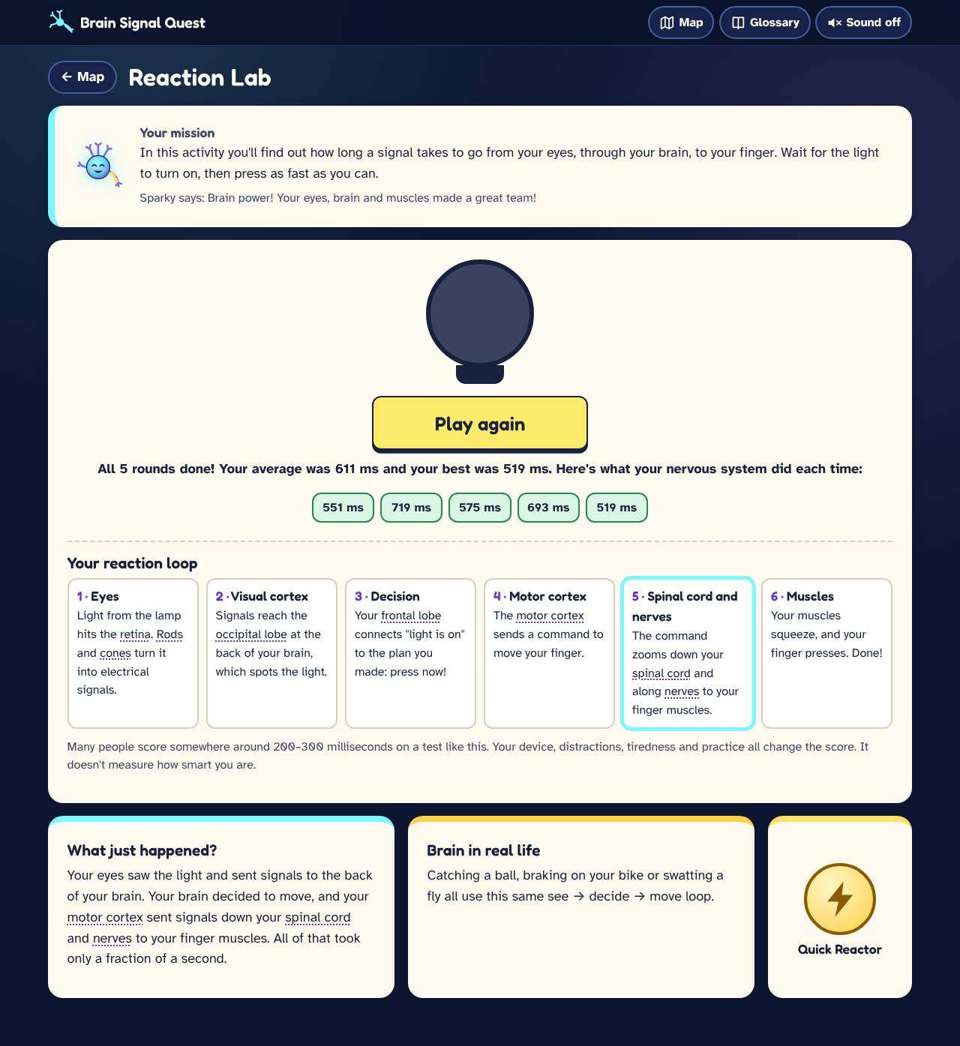 Brain Signal Quest
Map
Glossary
Sound off
← Map
Reaction Lab
Your mission
In this activity you'll find out how long a signal takes to go from your eyes, through your brain, to your finger. Wait for the light
to turn on, then press as fast as you can.
Sparky says: Brain power! Your eyes, brain and muscles made a great team!
Play again
All 5 rounds done! Your average was 611 ms and your best was 519 ms. Here's what your nervous system did each time:
551 ms
719 ms
575 ms
693 ms
519 ms
Your reaction loop
1 · Eyes
Light from the lamp
hits the retina. Rods
and cones turn it
into electrical
signals.
2 · Visual cortex
Signals reach the
occipital lobe at the
back of your brain,
which spots the light.
3 · Decision
Your frontal lobe
connects "light is on"
to the plan you
made: press now!
4 · Motor cortex
The motor cortex
sends a command to
move your finger.
5 · Spinal cord and
nerves
The command
zooms down your
spinal cord and
along nerves to your
finger muscles.
6 · Muscles
Your muscles
squeeze, and your
finger presses. Done!
Many people score somewhere around 200–300 milliseconds on a test like this. Your device, distractions, tiredness and practice all change the score. It
doesn't measure how smart you are.
What just happened?
Your eyes saw the light and sent signals to the back
of your brain. Your brain decided to move, and your
motor cortex sent signals down your spinal cord
and nerves to your finger muscles. All of that took
only a fraction of a second.
Brain in real life
Catching a ball, braking on your bike or swatting a
fly all use this same see → decide → move loop.
Quick Reactor